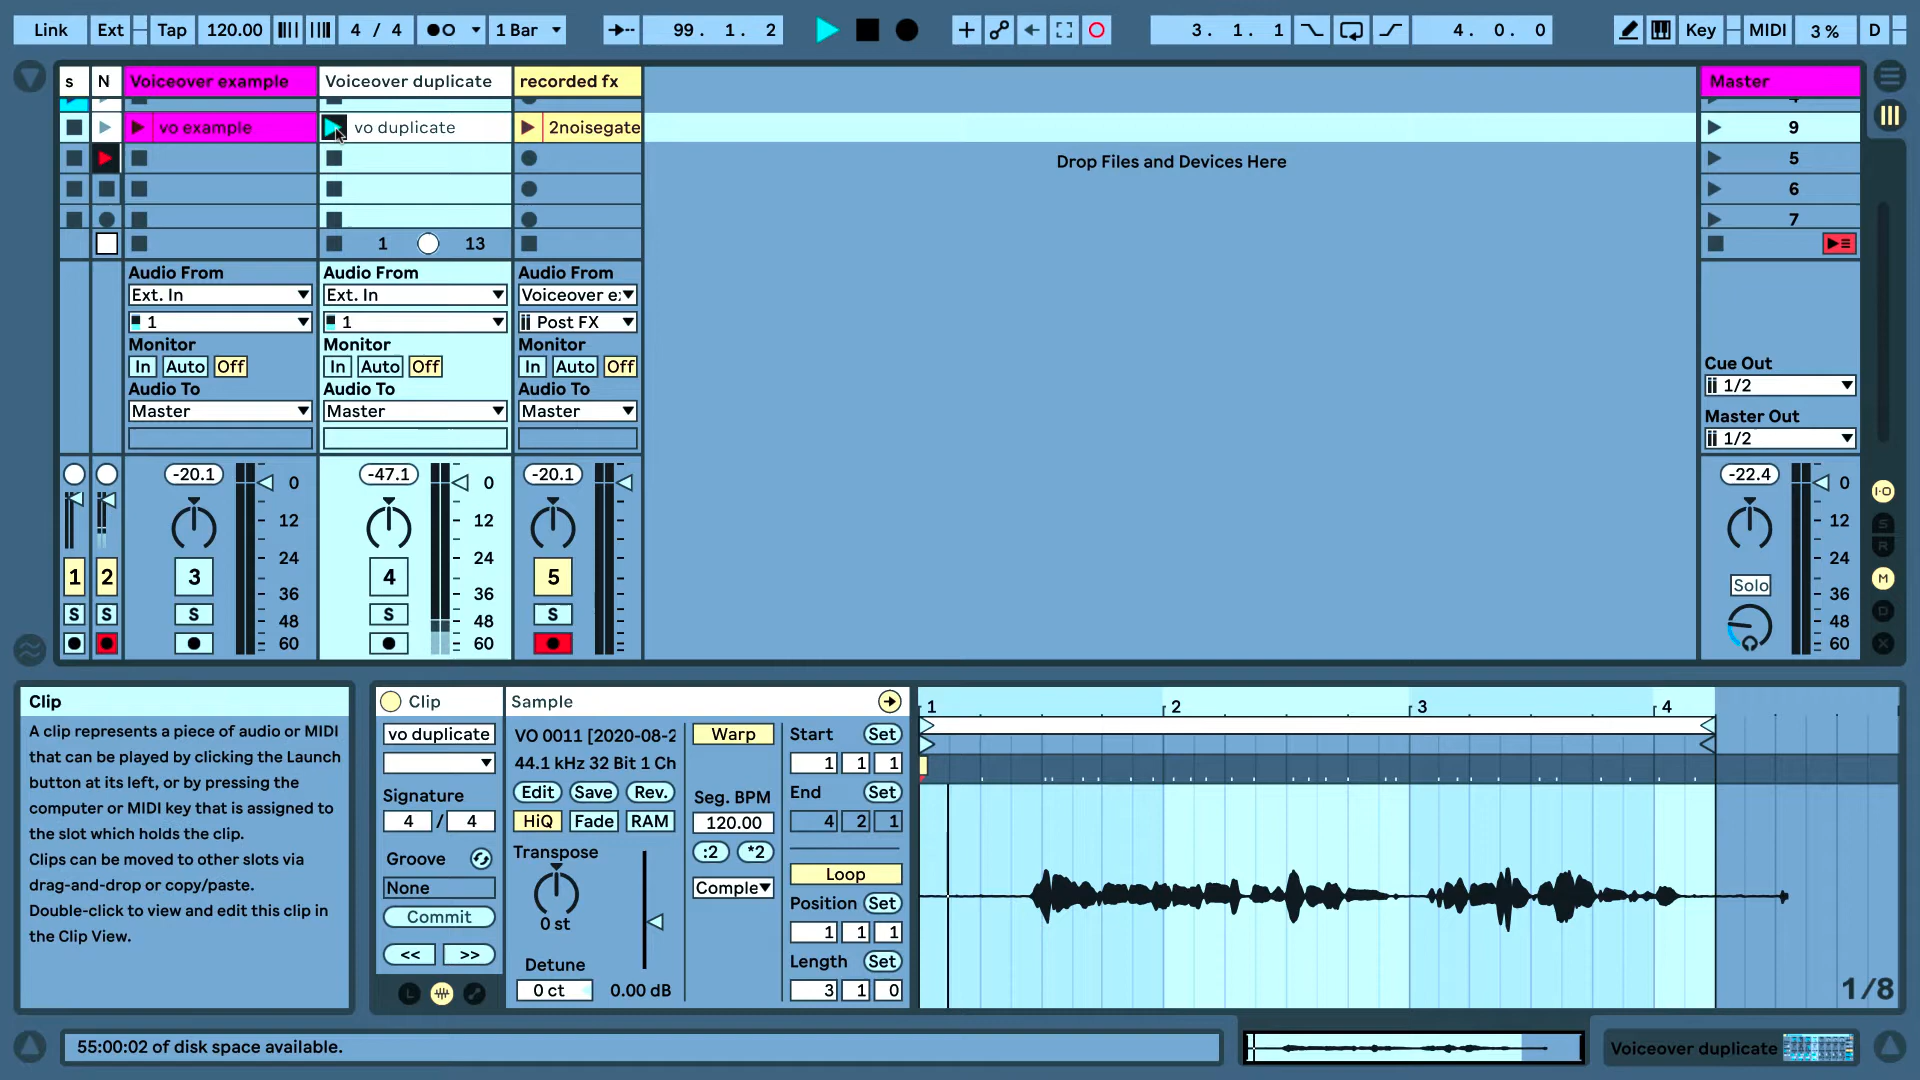 Link Ext Tap 120.00 4 / 4 1 Bar 99. 1. 2 3. 1. 1 4. 0. 0 Key MIDI 3 % D
s N Voiceover example Voiceover duplicate recorded fx Master
vo example vo duplicate 2noisegate 9
Drop Files and Devices Here
5
6
7
1 13
Audio From Audio From Audio From
Ext. In Ext. In Voiceover e
1 1 Post FX
Monitor Monitor Monitor
In Auto Off In Auto Off In Auto Off
Cue Out
1/2
Audio To Audio To Audio To
Master Master Master
Master Out
1/2
-20.1 -47.1 -20.1 -22.4
0 0 0
12 12 12
24 24 24
1 2 3 4 5 Solo
36 36 36
S S S S S
48 48 48
60 60 60
I·O
S
R
M
D
X
Clip
A clip represents a piece of audio or MIDI
that can be played by clicking the Launch
button at its left, or by pressing the
computer or MIDI key that is assigned to
the slot which holds the clip.
Clips can be moved to other slots via
drag-and-drop or copy/paste.
Double-click to view and edit this clip in
the Clip View.
Clip
vo duplicate
Signature
4 / 4
Groove
None
Commit
<< >>
L
Sample
VO 0011 [2020-08-2
44.1 kHz 32 Bit 1 Ch
Edit Save Rev.
HiQ Fade RAM
Transpose
0 st
Detune
0 ct 0.00 dB
Warp
Seg. BPM
120.00
:2 *2
Comple
Start Set
1 1 1
End Set
4 2 1
Loop
Position Set
1 1 1
Length Set
3 1 0
1 2 3 4
1/8
55:00:02 of disk space available.
Voiceover duplicate